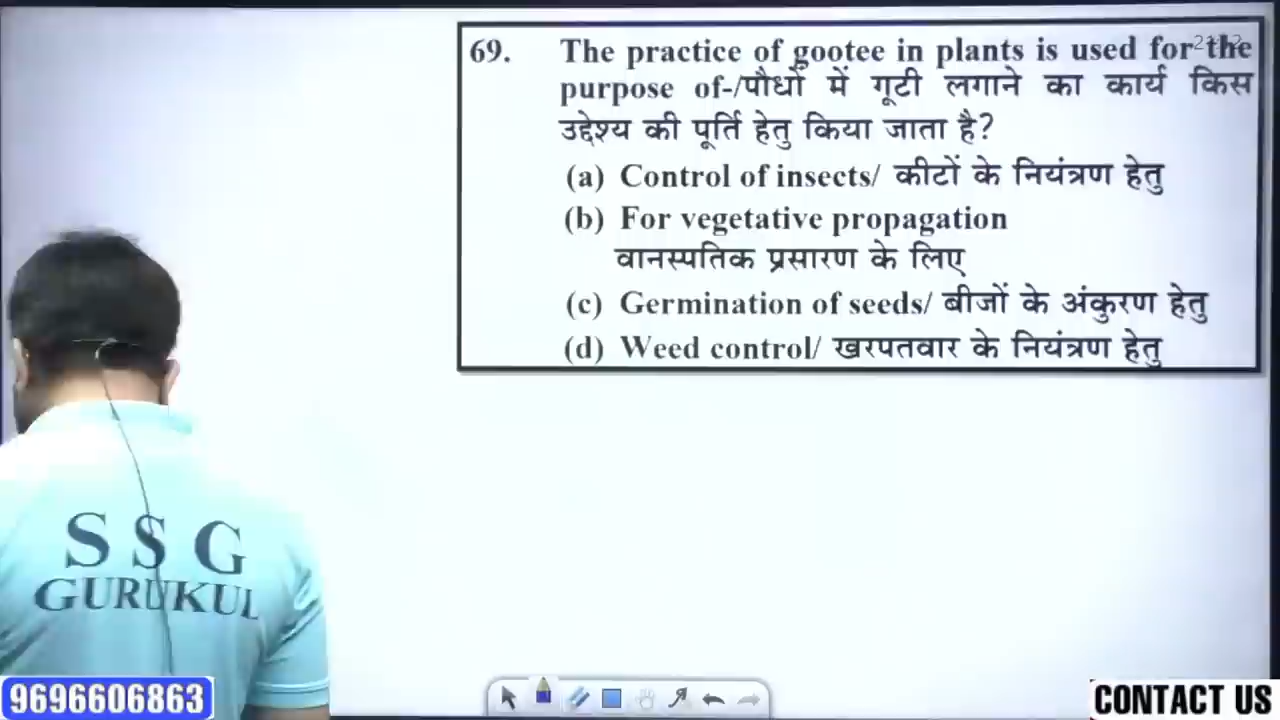 69. The practice of gootee in plants is used for the
purpose of-/पौधों में गूटी लगाने का कार्य किस
उद्देश्य की पूर्ति हेतु किया जाता है?
(a) Control of insects/ कीटों के नियंत्रण हेतु
(b) For vegetative propagation
वानस्पतिक प्रसारण के लिए
(c) Germination of seeds/ बीजों के अंकुरण हेतु
(d) Weed control/ खरपतवार के नियंत्रण हेतु
S S G
GURUKUL
9696606863
CONTACT US